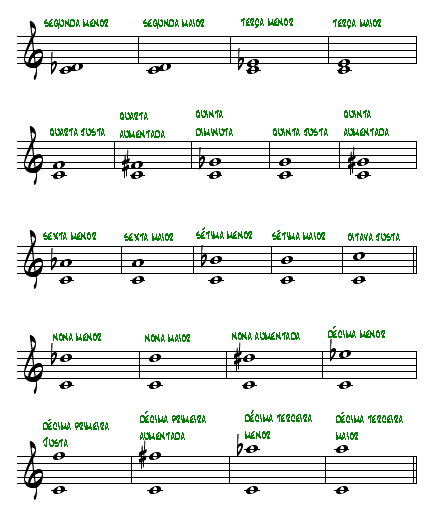 SEGUNDA MENOR SEGUNDA MAIOR TERÇA MENOR TERÇA MAIOR
QUARTA JUSTA QUARTA AUMENTADA QUINTA DIMINUTA QUINTA JUSTA QUINTA AUMENTADA
SEXTA MENOR SEXTA MAIOR SÉTIMA MENOR SÉTIMA MAIOR OITAVA JUSTA
NONA MENOR NONA MAIOR NONA AUMENTADA DÉCIMA MENOR
DÉCIMA PRIMEIRA JUSTA DÉCIMA PRIMEIRA AUMENTADA DÉCIMA TERCEIRA MENOR DÉCIMA TERCEIRA MAIOR